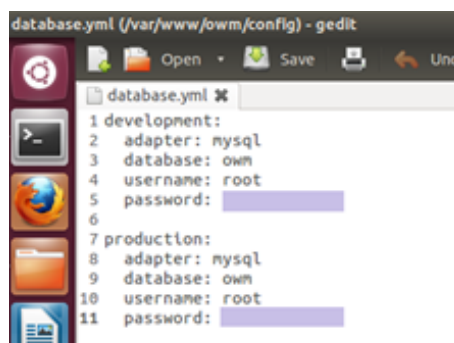 database.yml (/var/www/owm/config) - gedit
Open Save
database.yml
1 development:
2 adapter: mysql
3 database: owm
4 username: root
5 password:
6
7 production:
8 adapter: mysql
9 database: owm
10 username: root
11 password: